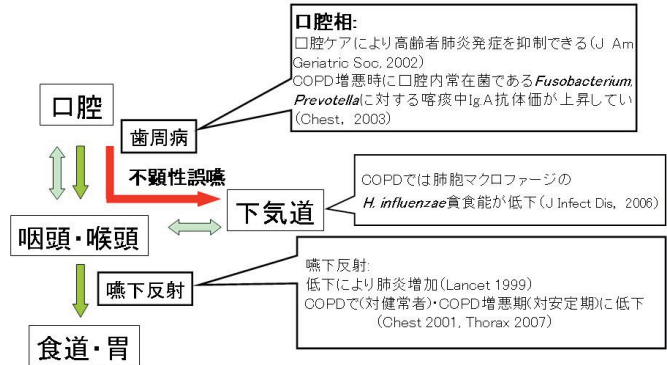 口腔相:
口腔ケアにより高齢者肺炎発症を抑制できる(J Am
Geriatric Soc, 2002)
COPD増悪時に口腔内常在菌であるFusobacterium,
Prevotellaに対する喀痰中IgA抗体価が上昇してい
(Chest, 2003)
口腔
歯周病
不顕性誤嚥
下気道
COPDでは肺胞マクロファージの
H. influenzae貪食能が低下(J Infect Dis, 2006)
咽頭・喉頭
嚥下反射
嚥下反射:
低下により肺炎増加(Lancet 1999)
COPDで(対健常者)・COPD増悪期(対安定期)に低下
(Chest 2001, Thorax 2007)
食道・胃